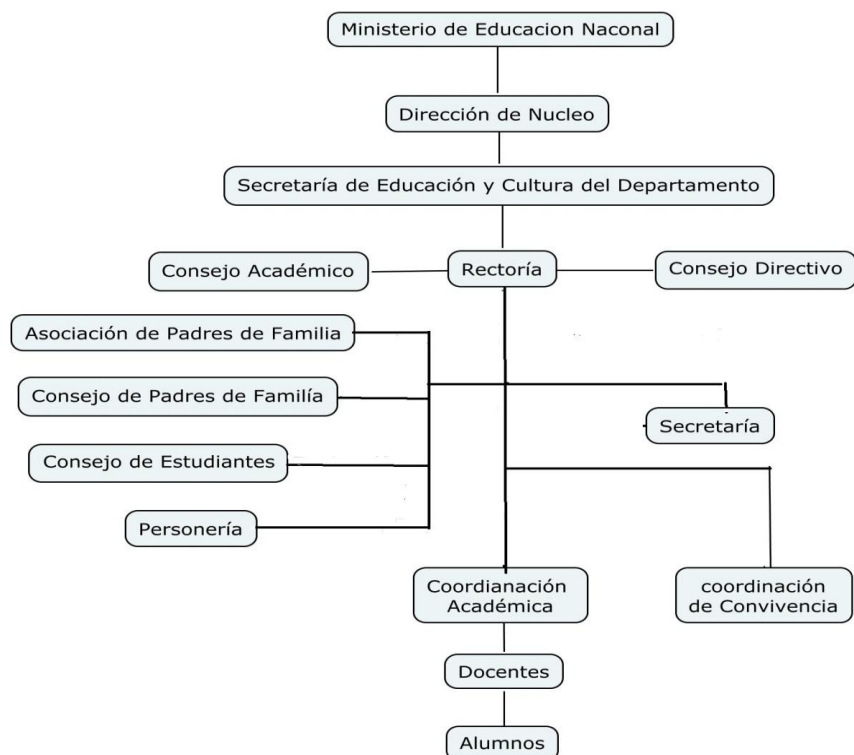 Ministerio de Educacion Naconal
Dirección de Nucleo
Secretaría de Educación y Cultura del Departamento
Consejo Académico
Rectoría
Consejo Directivo
Asociación de Padres de Familia
Consejo de Padres de Familía
Secretaría
Consejo de Estudiantes
Personería
Coordianación
Académica
coordinación
de Convivencia
Docentes
Alumnos